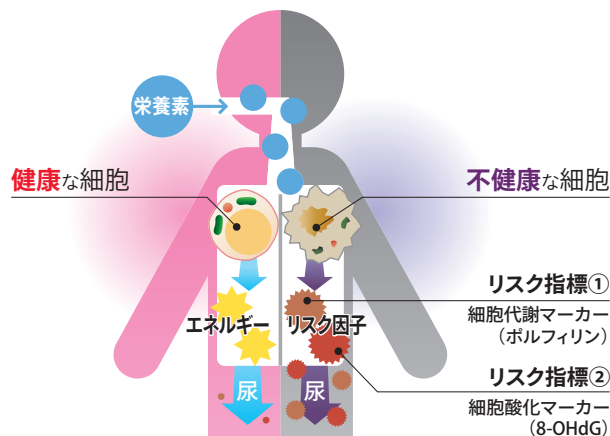 栄養素
健康な細胞
不健康な細胞
エネルギー
リスク因子
リスク指標①
細胞代謝マーカー
（ポルフィリン）
リスク指標②
細胞酸化マーカー
（8-OHdG）
尿
尿